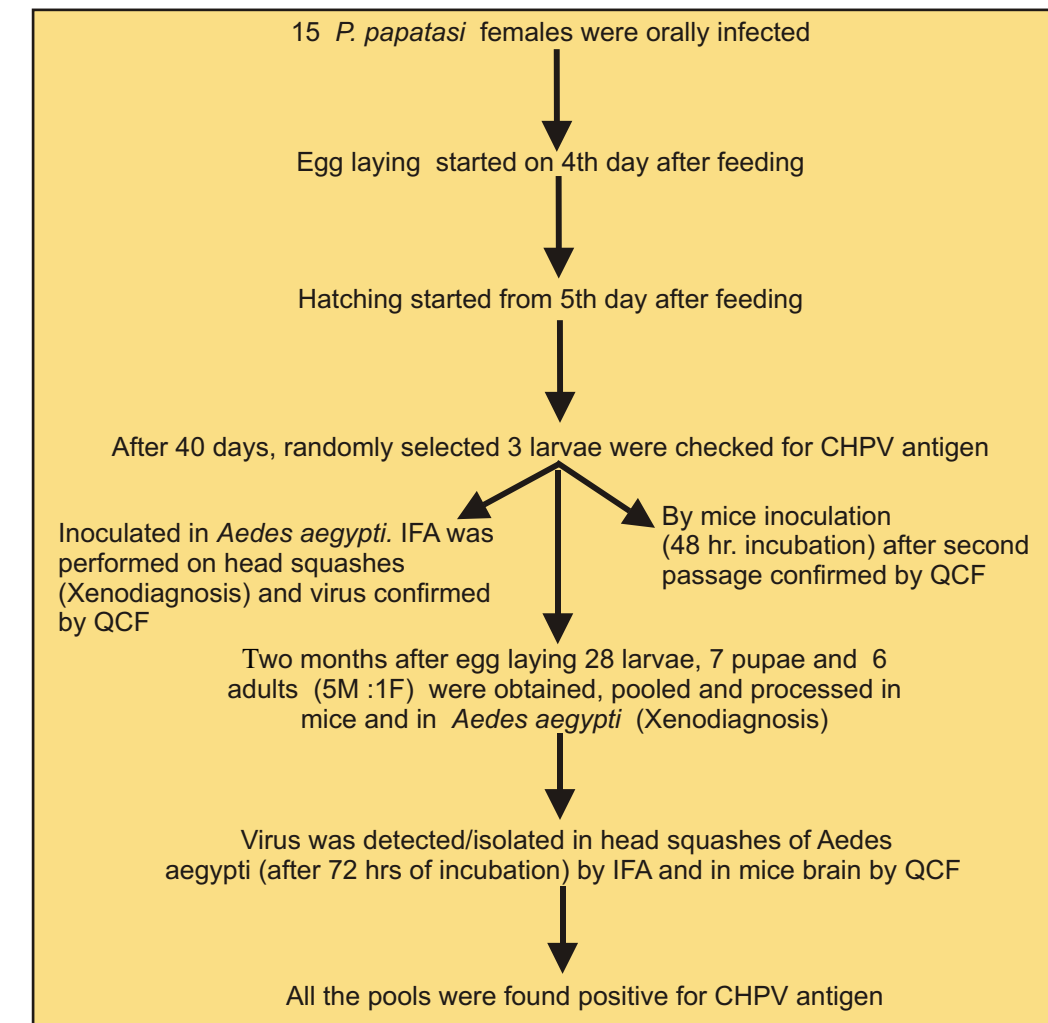 15 P. papatasi females were orally infected
Egg laying started on 4th day after feeding
Hatching started from 5th day after feeding
After 40 days, randomly selected 3 larvae were checked for CHPV antigen
Inoculated in Aedes aegypti. IFA was
performed on head squashes
(Xenodiagnosis) and virus confirmed
by QCF
By mice inoculation
(48 hr. incubation) after second
passage confirmed by QCF
Two months after egg laying 28 larvae, 7 pupae and 6
adults (5M :1F) were obtained, pooled and processed in
mice and in Aedes aegypti (Xenodiagnosis)
Virus was detected/isolated in head squashes of Aedes
aegypti (after 72 hrs of incubation) by IFA and in mice brain by QCF
All the pools were found positive for CHPV antigen